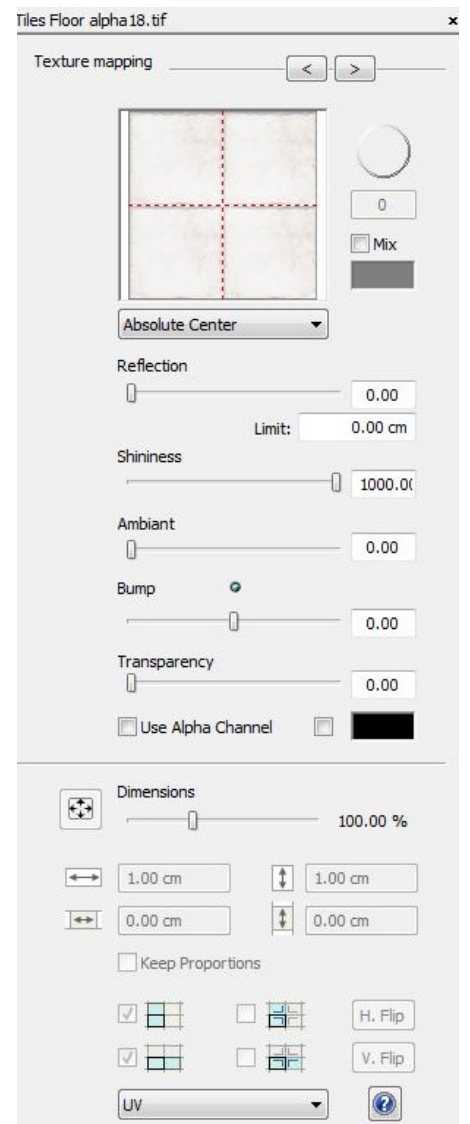 Tiles Floor alpha18.tif x
Texture mapping < >
0
Mix
Absolute Center
Reflection
0.00
Limit: 0.00 cm
Shininess
1000.0
Ambiant
0.00
Bump
0.00
Transparency
0.00
Use Alpha Channel
Dimensions
100.00 %
1.00 cm 1.00 cm
0.00 cm 0.00 cm
Keep Proportions
H. Flip
V. Flip
UV ?